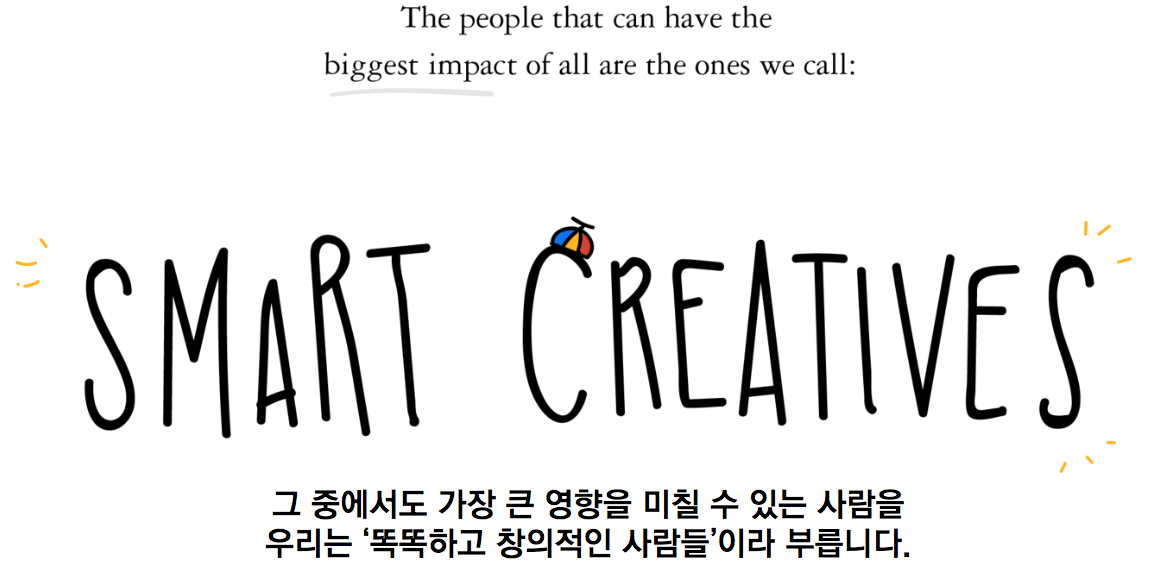 The people that can have the
biggest impact of all are the ones we call:
SMART CREATIVES
그 중에서도 가장 큰 영향을 미칠 수 있는 사람을
우리는 ‘똑똑하고 창의적인 사람들’이라 부릅니다.